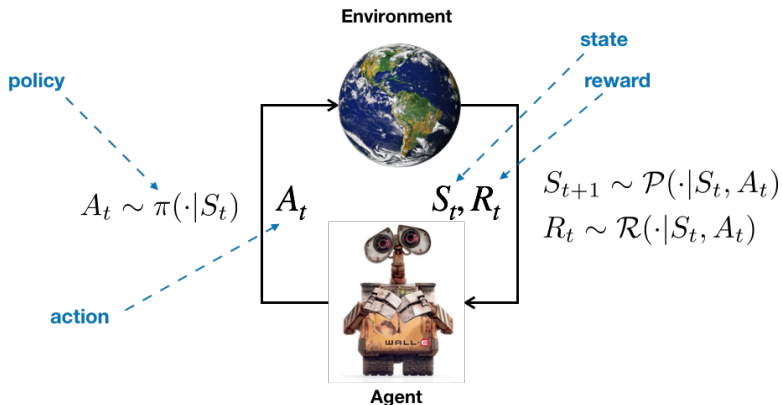 Environment
state
policy
reward
S_{t+1} ∼ P(·|S_t, A_t)
A_t ∼ π(·|S_t)
A_t
S_t, R_t
R_t ∼ R(·|S_t, A_t)
action
WALL·E
Agent